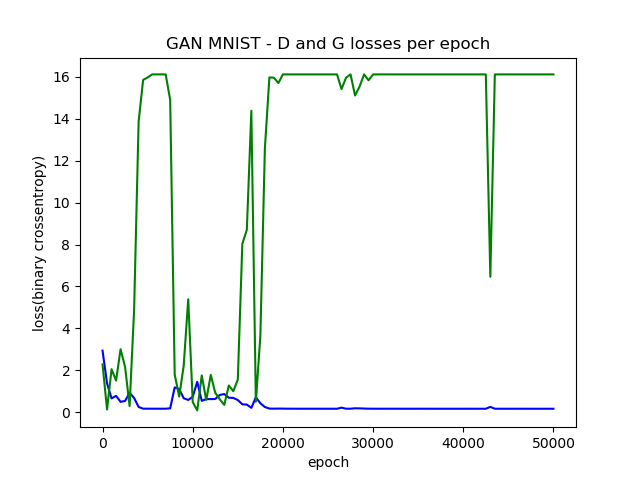 GAN MNIST - D and G losses per epoch
16
14
12
10
8
6
4
2
0
loss(binary crossentropy)
0 10000 20000 30000 40000 50000
epoch